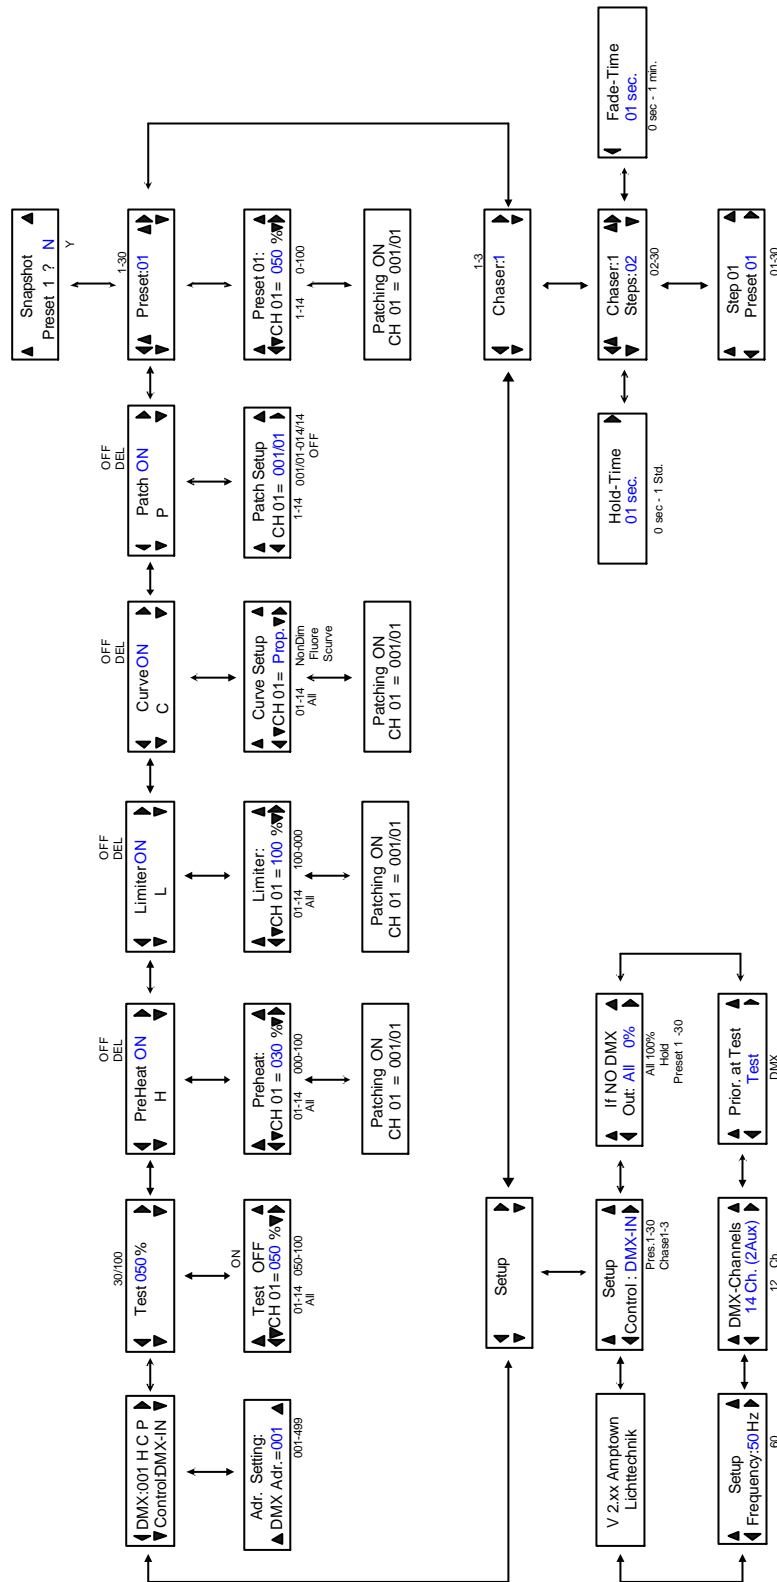 DMX:001 H C P
Control:DMX-IN
Adr. Setting:
DMX Adr.=001
001-499
30/100
Test 050%
ON
Test OFF
CH 01= 050 %
01-14 050-100
All
OFF
DEL
PreHeat ON
H
Preheat:
CH 01 = 030 %
01-14 000-100
All
Patching ON
CH 01 = 001/01
OFF
DEL
Limiter ON
L
Limiter:
CH 01 = 100 %
01-14 100-000
All
Patching ON
CH 01 = 001/01
OFF
DEL
Curve ON
C
Curve Setup
CH 01= Prop.
01-14 NonDim
All Fluore
Scurve
Patching ON
CH 01 = 001/01
OFF
DEL
Patch ON
P
Patch Setup
CH 01= 001/01
1-14 001/01-014/14
OFF
Snapshot
Preset 1 ? N
Y
1-30
Preset:01
Preset 01:
CH 01= 050 %
1-14 0-100
Patching ON
CH 01 = 001/01
Setup
1-3
Chaser:1
V 2.xx Amptown
Lichttechnik
Setup
Control : DMX-IN
Pres.1-30
Chase1-3
If NO DMX
Out: All 0%
All 100%
Hold
Preset 1 -30
Hold-Time
01 sec.
0 sec - 1 Std.
Chaser:1
Steps:02
02-30
Fade-Time
01 sec.
0 sec - 1 min.
Setup
Frequency:50Hz
60
DMX-Channels
14 Ch. (2Aux)
12 Ch
Prior. at Test
Test
DMX
Step 01
Preset 01
01-30